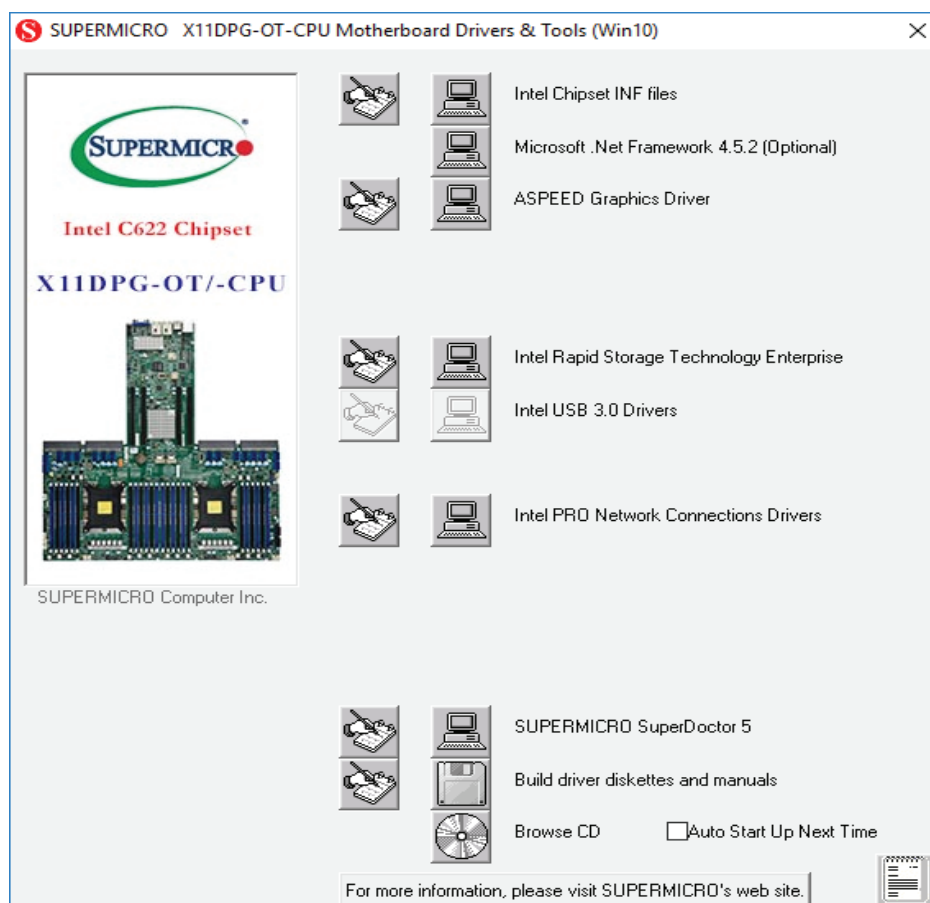 SUPERMICRO X11DPG-OT-CPU Motherboard Drivers & Tools (Win10)
SUPERMICRO
Intel C622 Chipset
X11DPG-OT/-CPU
SUPERMICRO Computer Inc.
Intel Chipset INF files
Microsoft .Net Framework 4.5.2 (Optional)
ASPEED Graphics Driver
Intel Rapid Storage Technology Enterprise
Intel USB 3.0 Drivers
Intel PRO Network Connections Drivers
SUPERMICRO SuperDoctor 5
Build driver diskettes and manuals
Browse CD
Auto Start Up Next Time
For more information, please visit SUPERMICRO's web site.